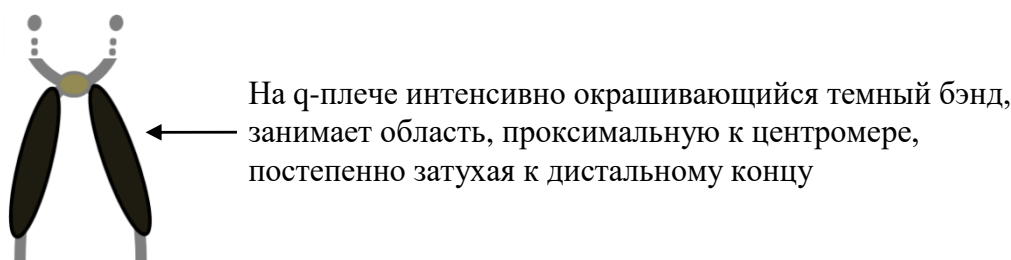 На q-плече интенсивно окрашивающийся темный бэнд,
занимает область, проксимальную к центромере,
постепенно затухая к дистальному концу